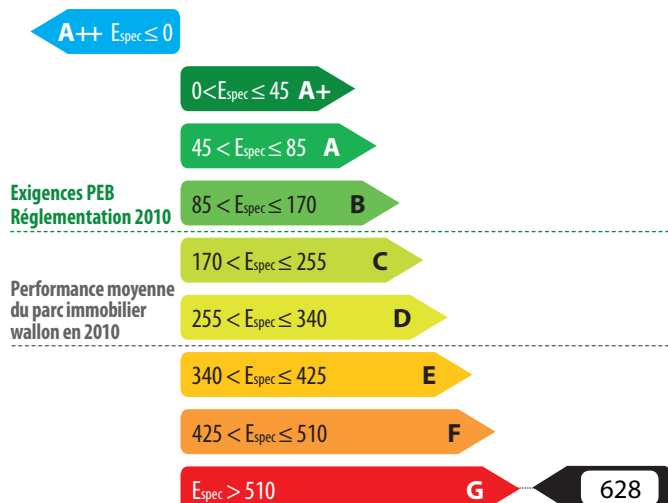 A++ Espec ≤ 0
0<Espec ≤ 45 A+
45 < Espec ≤ 85 A
Exigences PEB
Réglementation 2010
85 < Espec ≤ 170 B
170 < Espec ≤ 255 C
Performance moyenne
du parc immobilier
wallon en 2010
255 < Espec ≤ 340 D
340 < Espec ≤ 425 E
425 < Espec ≤ 510 F
Espec > 510 G 628